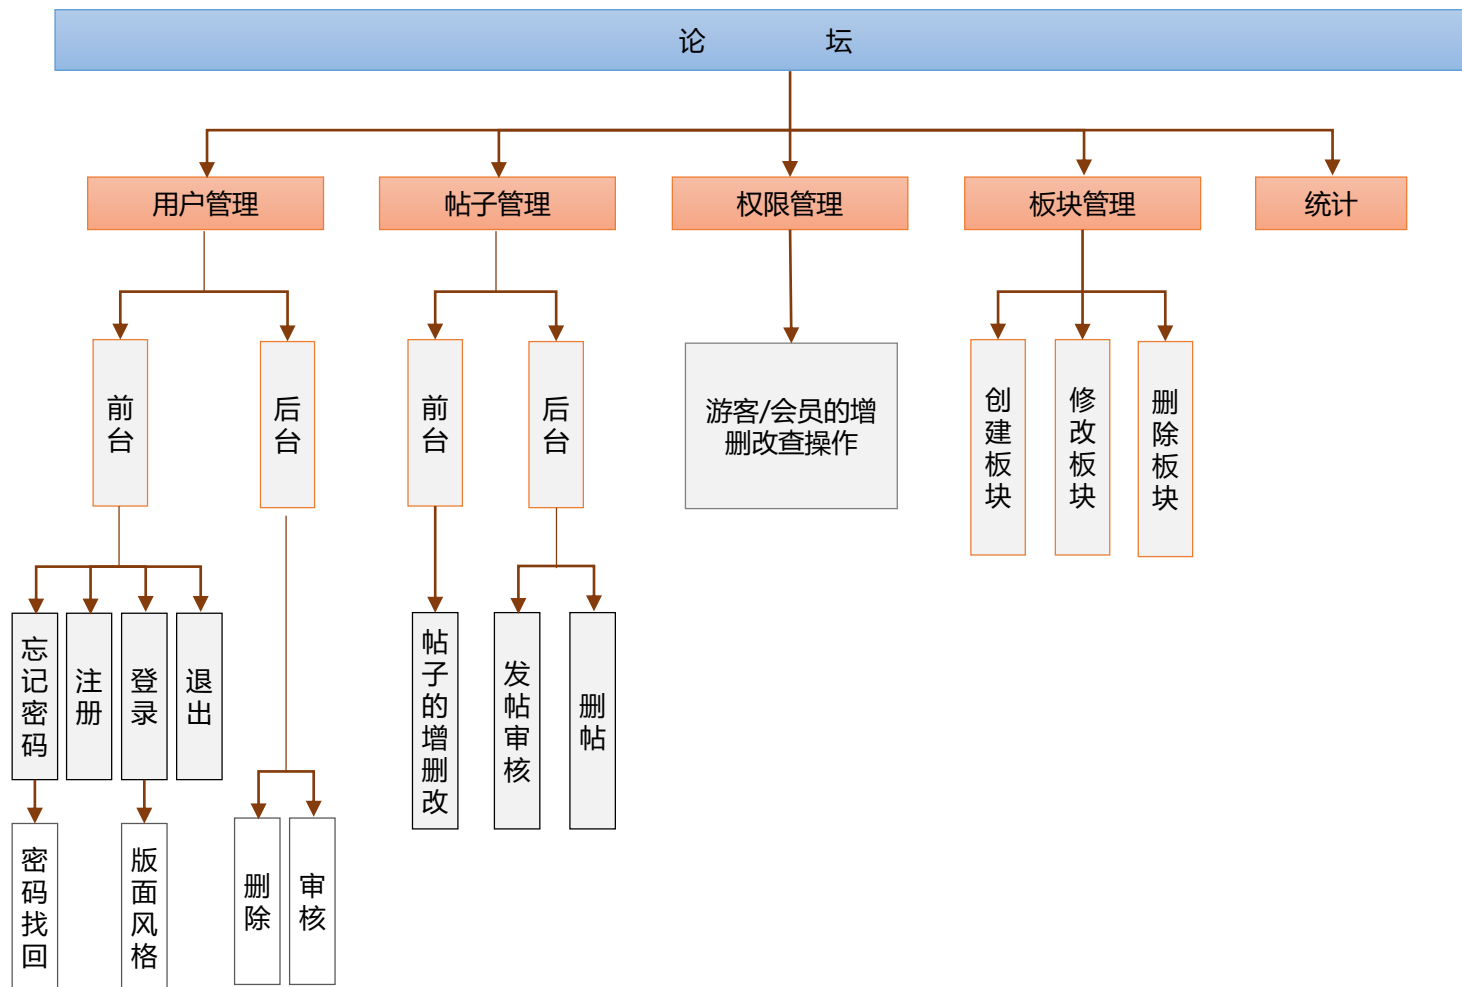 论 坛
用户管理
帖子管理
权限管理
板块管理
统计
前台
后台
前台
后台
游客/会员的增
删改查操作
创建板块
修改板块
删除板块
忘记密码
注册
登录
退出
帖子的增删改
发帖审核
删帖
密码找回
版面风格
删除
审核